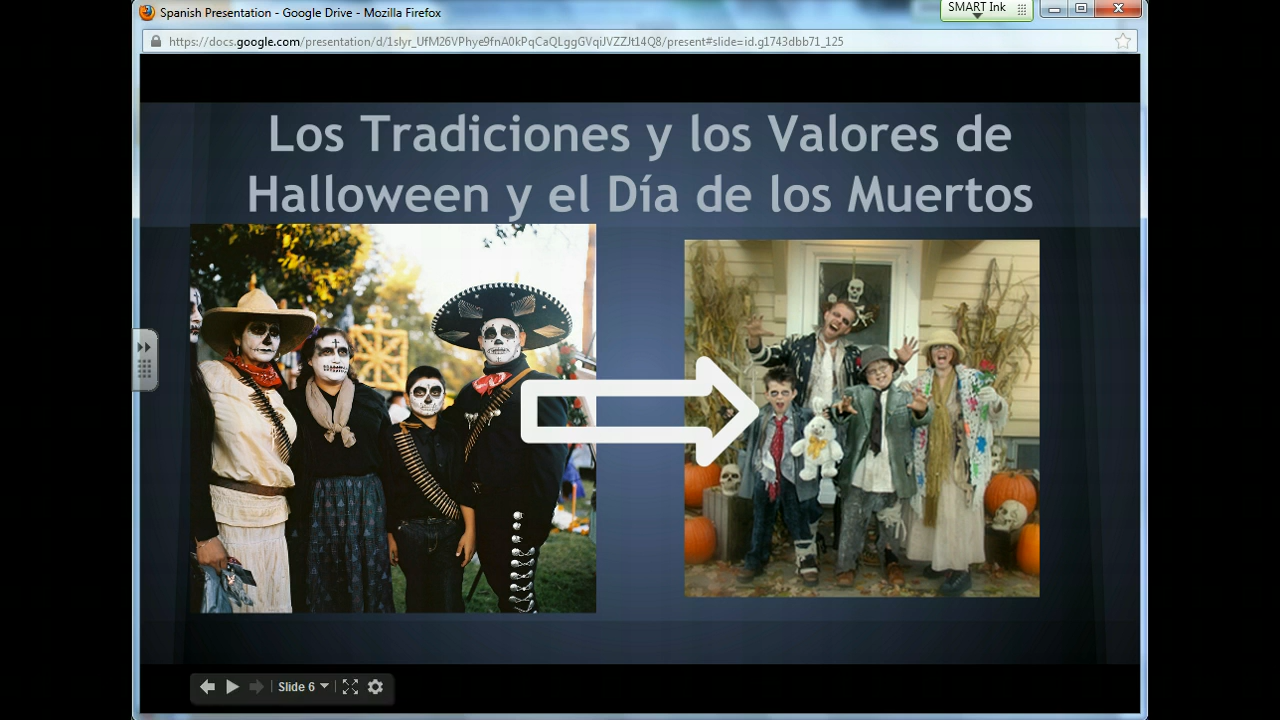 Spanish Presentation - Google Drive - Mozilla Firefox
SMART Ink
https://docs.google.com/presentation/d/1slyr_UfM26VPhye9fnA0kPqCaQLggGVqiJVZZJt14Q8/present#slide=id.g1743dbb71_125
Los Tradiciones y los Valores de
Halloween y el Día de los Muertos
Slide 6